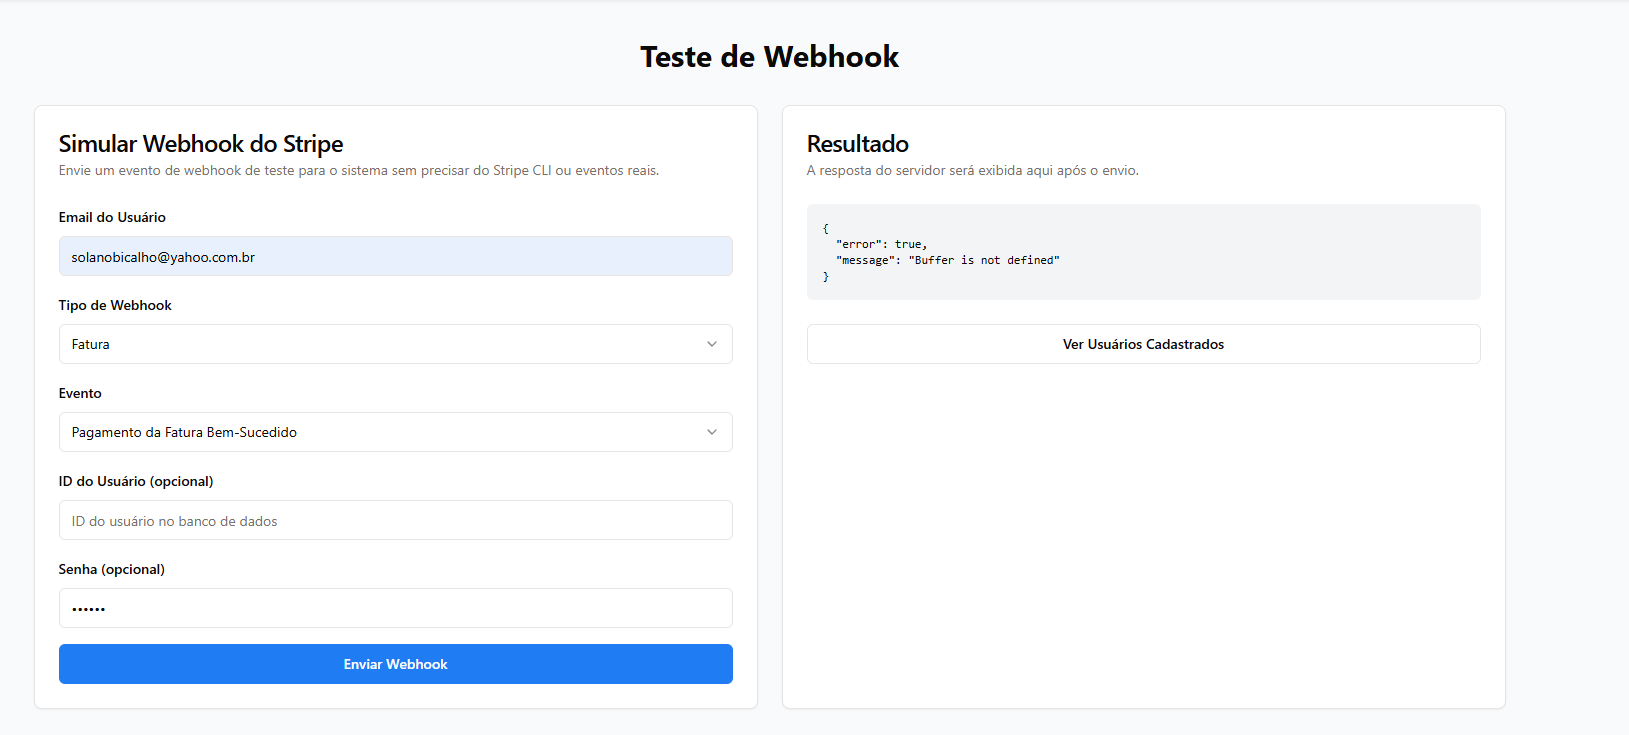 Teste de Webhook
Simular Webhook do Stripe
Envie um evento de webhook de teste para o sistema sem precisar do Stripe CLI ou eventos reais.
Email do Usuário
solanobicalho@yahoo.com.br
Tipo de Webhook
Fatura
Evento
Pagamento da Fatura Bem-Sucedido
ID do Usuário (opcional)
ID do usuário no banco de dados
Senha (opcional)
••••••
Enviar Webhook
Resultado
A resposta do servidor será exibida aqui após o envio.
{
"error": true,
"message": "Buffer is not defined"
}
Ver Usuários Cadastrados